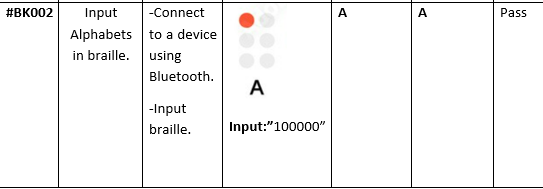 #BK002
Input
Alphabets
in braille.
-Connect
to a device
using
Bluetooth.
-Input
braille.
A
Input:”100000”
A
A
Pass